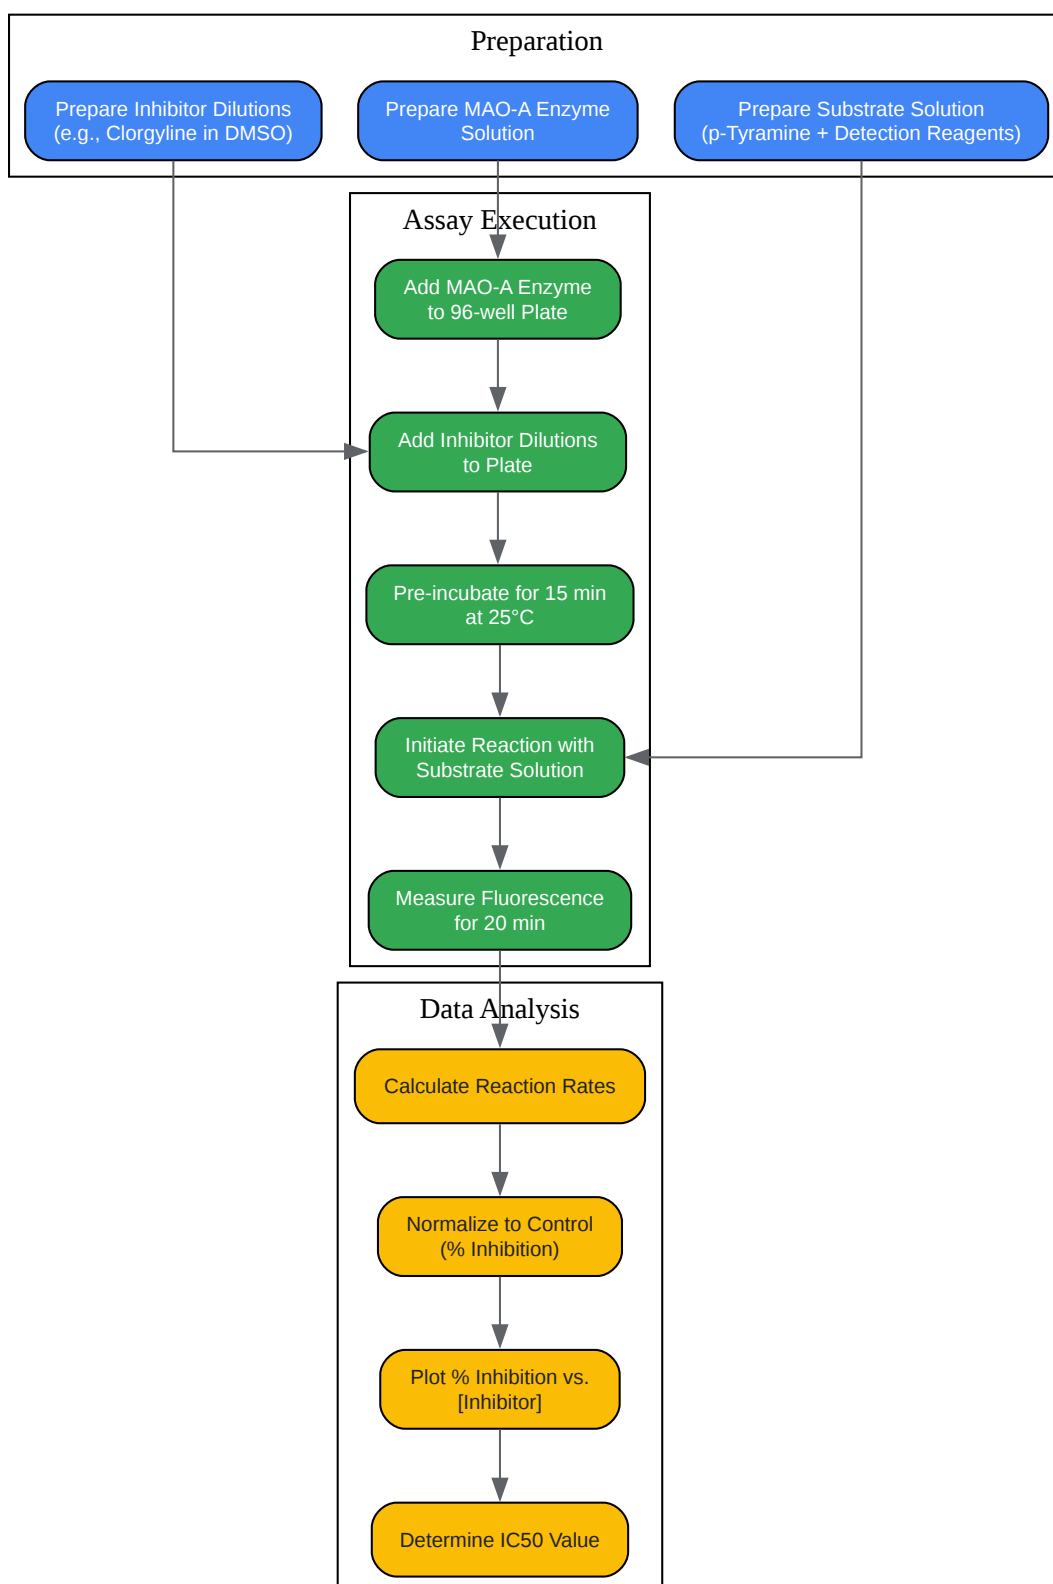 Preparation
Prepare Inhibitor Dilutions
(e.g., Clorgyline in DMSO)
Prepare MAO-A Enzyme
Solution
Prepare Substrate Solution
(p-Tyramine + Detection Reagents)
Assay Execution
Add MAO-A Enzyme
to 96-well Plate
Add Inhibitor Dilutions
to Plate
Pre-incubate for 15 min
at 25°C
Initiate Reaction with
Substrate Solution
Measure Fluorescence
for 20 min
Data Analysis
Calculate Reaction Rates
Normalize to Control
(% Inhibition)
Plot % Inhibition vs.
[Inhibitor]
Determine IC50 Value